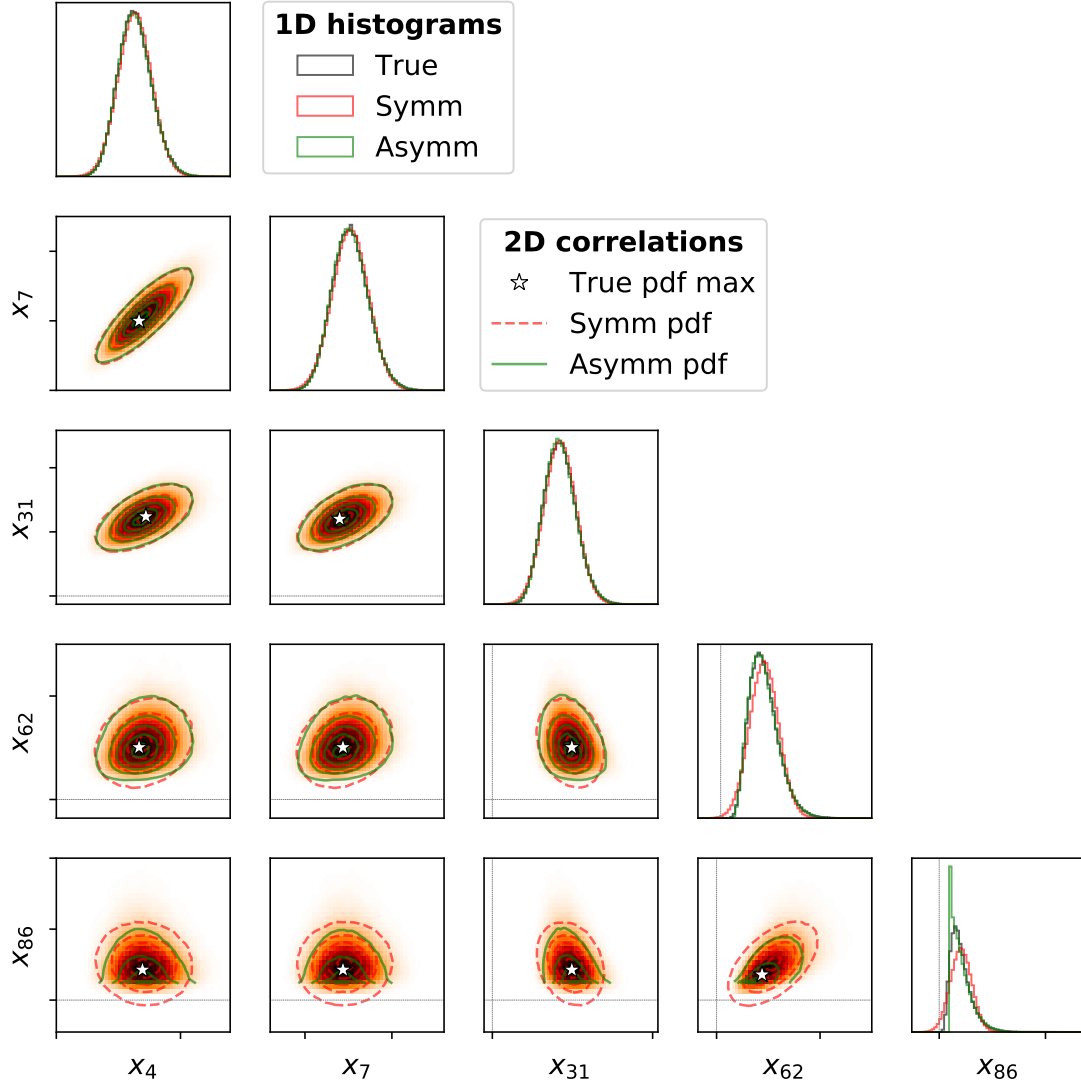 1D histograms
True
Symm
Asymm
2D correlations
True pdf max
Symm pdf
Asymm pdf
x7
x31
x62
x86
x4 x7 x31 x62 x86